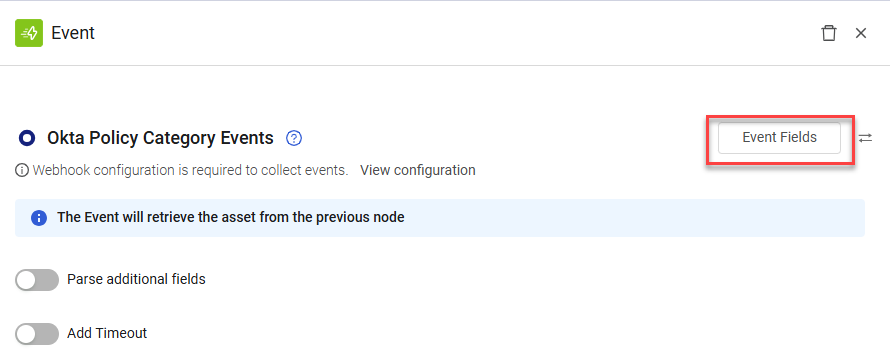 Event
Okta Policy Category Events
Event Fields
Webhook configuration is required to collect events. View configuration
The Event will retrieve the asset from the previous node
Parse additional fields
Add Timeout